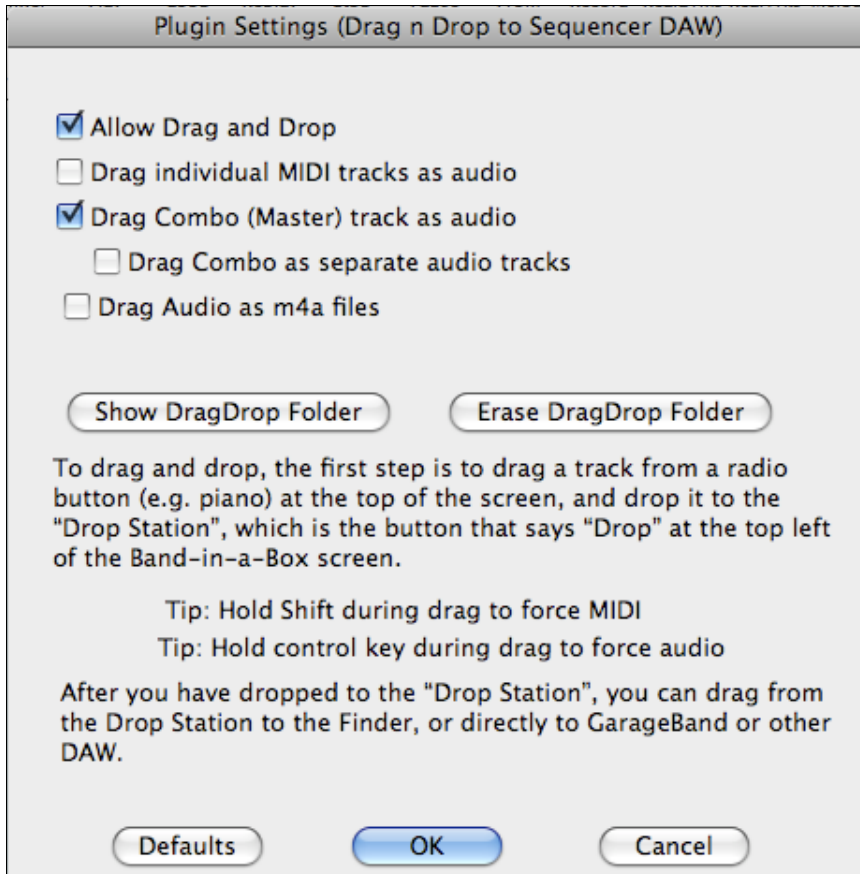 Plugin Settings (Drag n Drop to Sequencer DAW)
Allow Drag and Drop
Drag individual MIDI tracks as audio
Drag Combo (Master) track as audio
Drag Combo as separate audio tracks
Drag Audio as m4a files
Show DragDrop Folder
Erase DragDrop Folder
To drag and drop, the first step is to drag a track from a radio
button (e.g. piano) at the top of the screen, and drop it to the
“Drop Station”, which is the button that says “Drop” at the top left
of the Band-in-a-Box screen.
Tip: Hold Shift during drag to force MIDI
Tip: Hold control key during drag to force audio
After you have dropped to the “Drop Station”, you can drag from
the Drop Station to the Finder, or directly to GarageBand or other
DAW.
Defaults
OK
Cancel